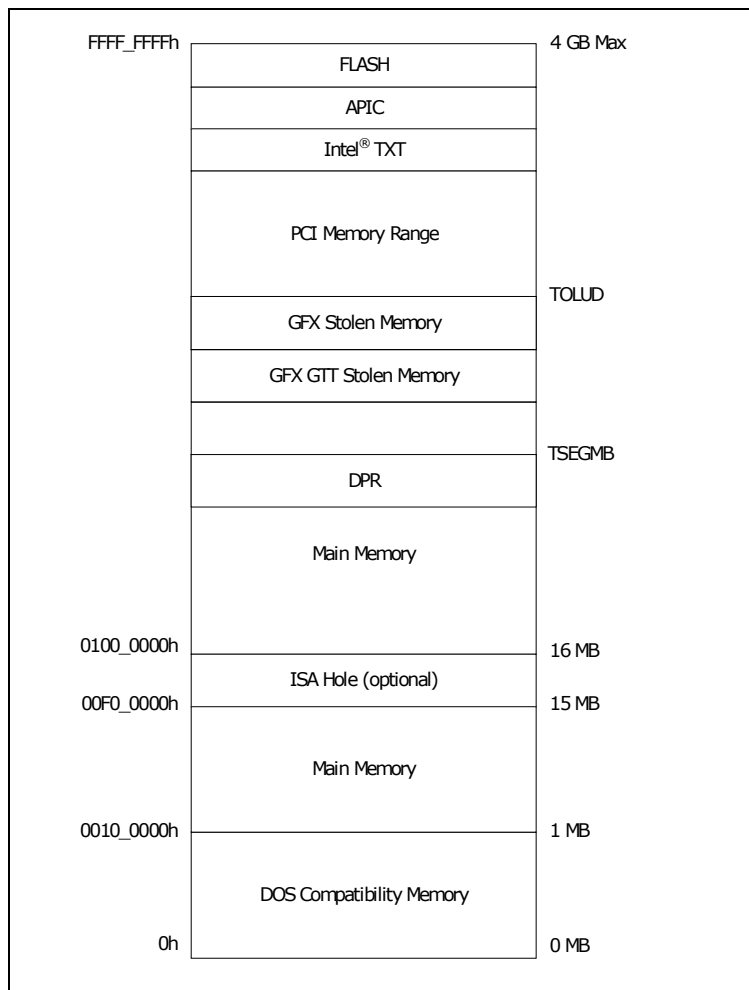 FFFF_FFFFh
4 GB Max
FLASH
APIC
Intel® TXT
PCI Memory Range
TOLUD
GFX Stolen Memory
GFX GTT Stolen Memory
TSEGMB
DPR
Main Memory
0100_0000h
16 MB
ISA Hole (optional)
00F0_0000h
15 MB
Main Memory
0010_0000h
1 MB
DOS Compatibility Memory
0h
0 MB